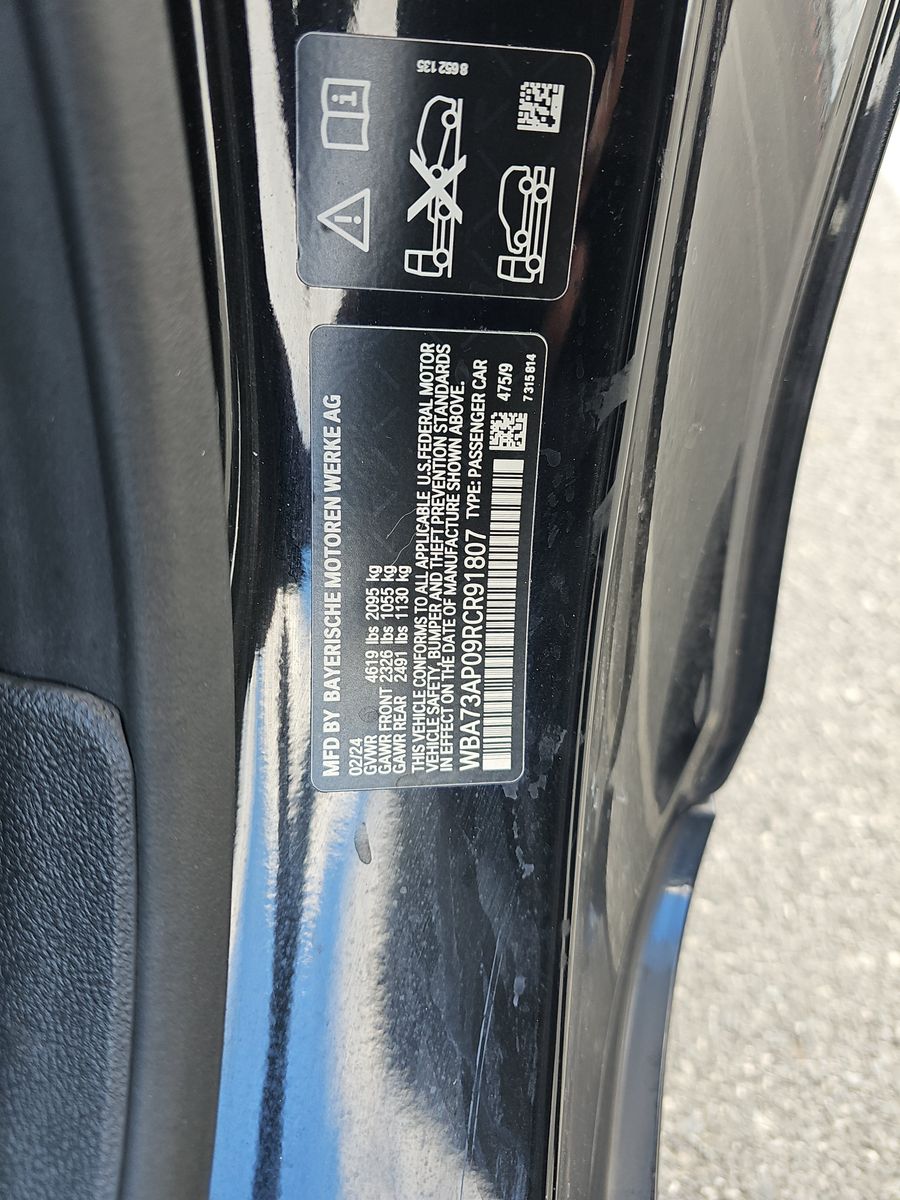 8 652 135
MFD BY BAYERISCHE MOTOREN WERKE AG
02/24
GVWR 4619 lbs 2095 kg
GAWR FRONT 2326 lbs 1055 kg
GAWR REAR 2491 lbs 1130 kg
THIS VEHICLE CONFORMS TO ALL APPLICABLE U.S.FEDERAL MOTOR
VEHICLE SAFETY, BUMPER AND THEFT PREVENTION STANDARDS
IN EFFECT ON THE DATE OF MANUFACTURE SHOWN ABOVE.
WBA73AP09RCR91807 TYPE: PASSENGER CAR
475/9
7 315 814